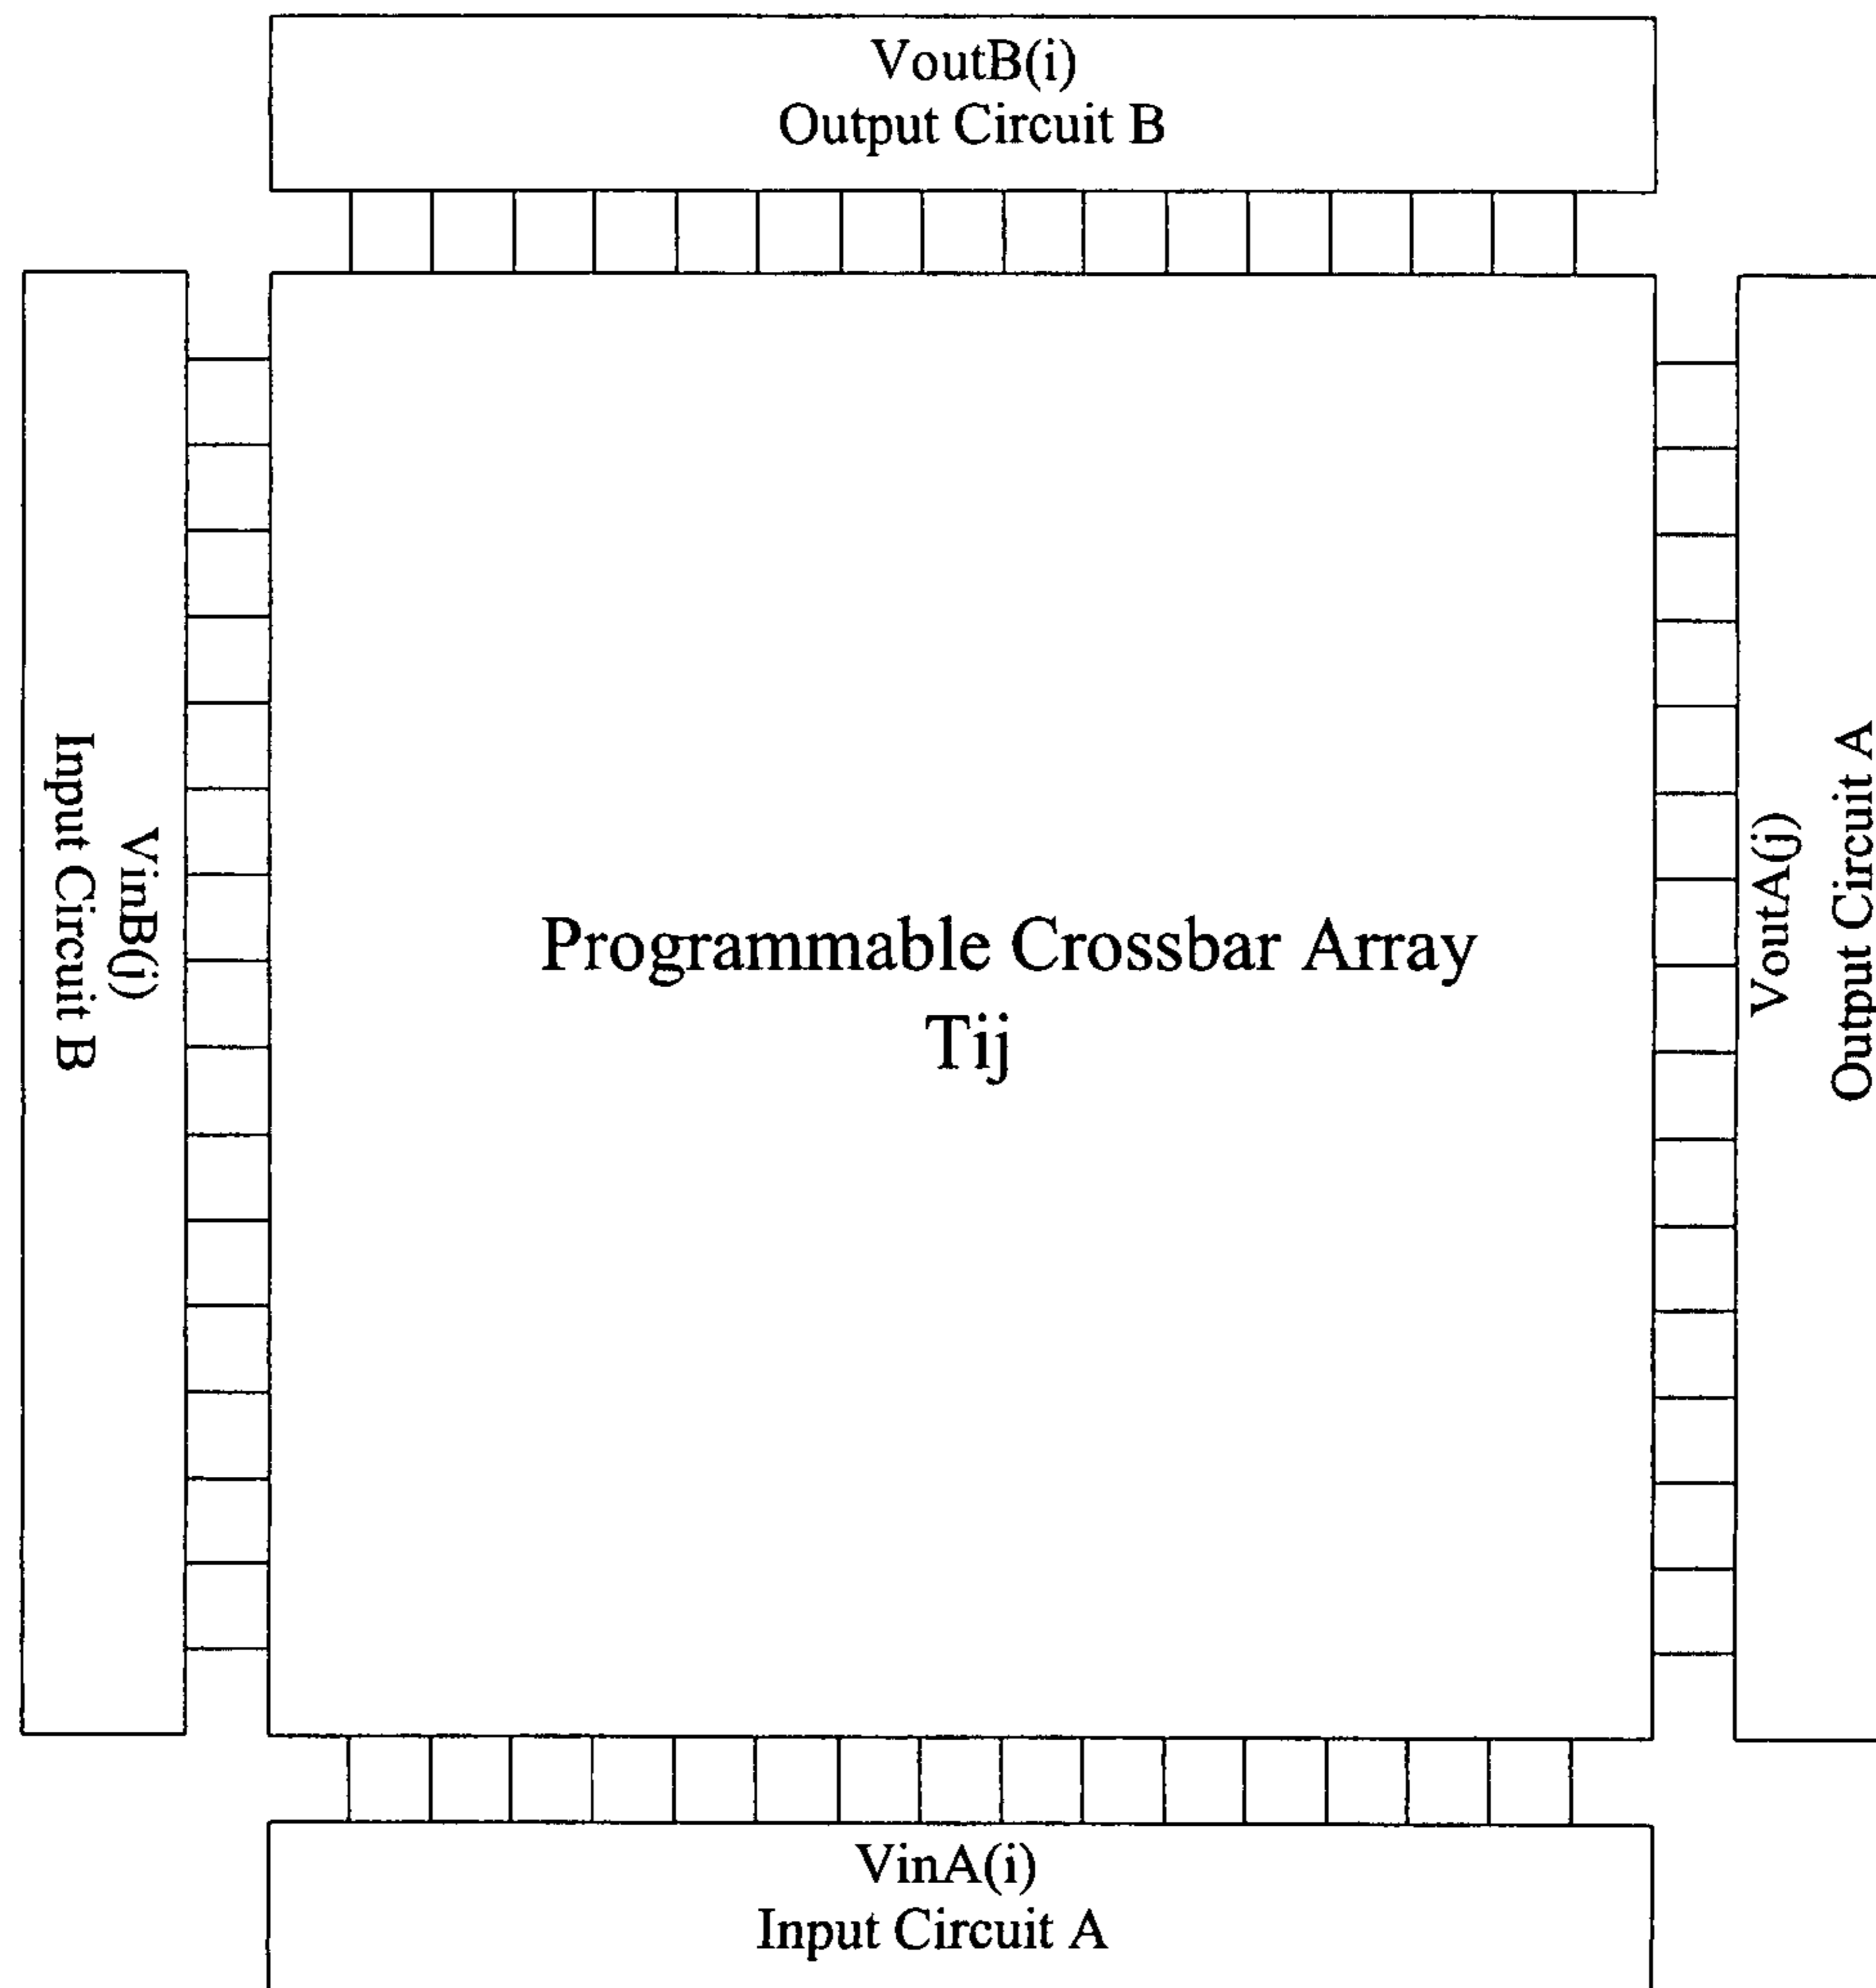 VoutB(i)
Output Circuit B
VinB(j)
Input Circuit B
Programmable Crossbar Array
Tij
VoutA(j)
Output Circuit A
VinA(i)
Input Circuit A